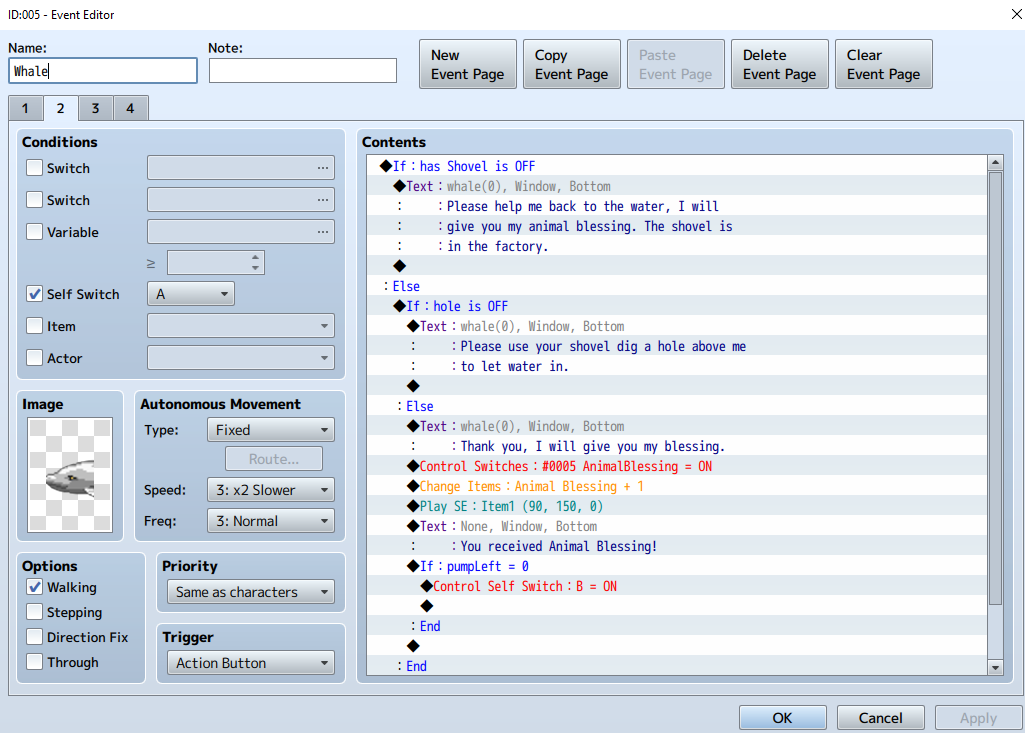 ID:005 - Event Editor
Name:
Note:
Whale
New
Event Page
Copy
Event Page
Paste
Event Page
Delete
Event Page
Clear
Event Page
1 2 3 4
Conditions
Switch ...
Switch ...
Variable ...
≥
Self Switch A
Item
Actor
Image
Autonomous Movement
Type: Fixed
Route...
Speed: 3: x2 Slower
Freq: 3: Normal
Options
Walking
Stepping
Direction Fix
Through
Priority
Same as characters
Trigger
Action Button
Contents
◆If : has Shovel is OFF
◆Text : whale(0), Window, Bottom
: : Please help me back to the water, I will
: : give you my animal blessing. The shovel is
: : in the factory.
◆
: Else
◆If : hole is OFF
◆Text : whale(0), Window, Bottom
: : Please use your shovel dig a hole above me
: : to let water in.
◆
: Else
◆Text : whale(0), Window, Bottom
: : Thank you, I will give you my blessing.
◆Control Switches : #0005 AnimalBlessing = ON
◆Change Items : Animal Blessing + 1
◆Play SE : Item1 (90, 150, 0)
◆Text : None, Window, Bottom
: : You received Animal Blessing!
◆If : pumpLeft = 0
◆Control Self Switch : B = ON
◆
: End
◆
: End
OK
Cancel
Apply